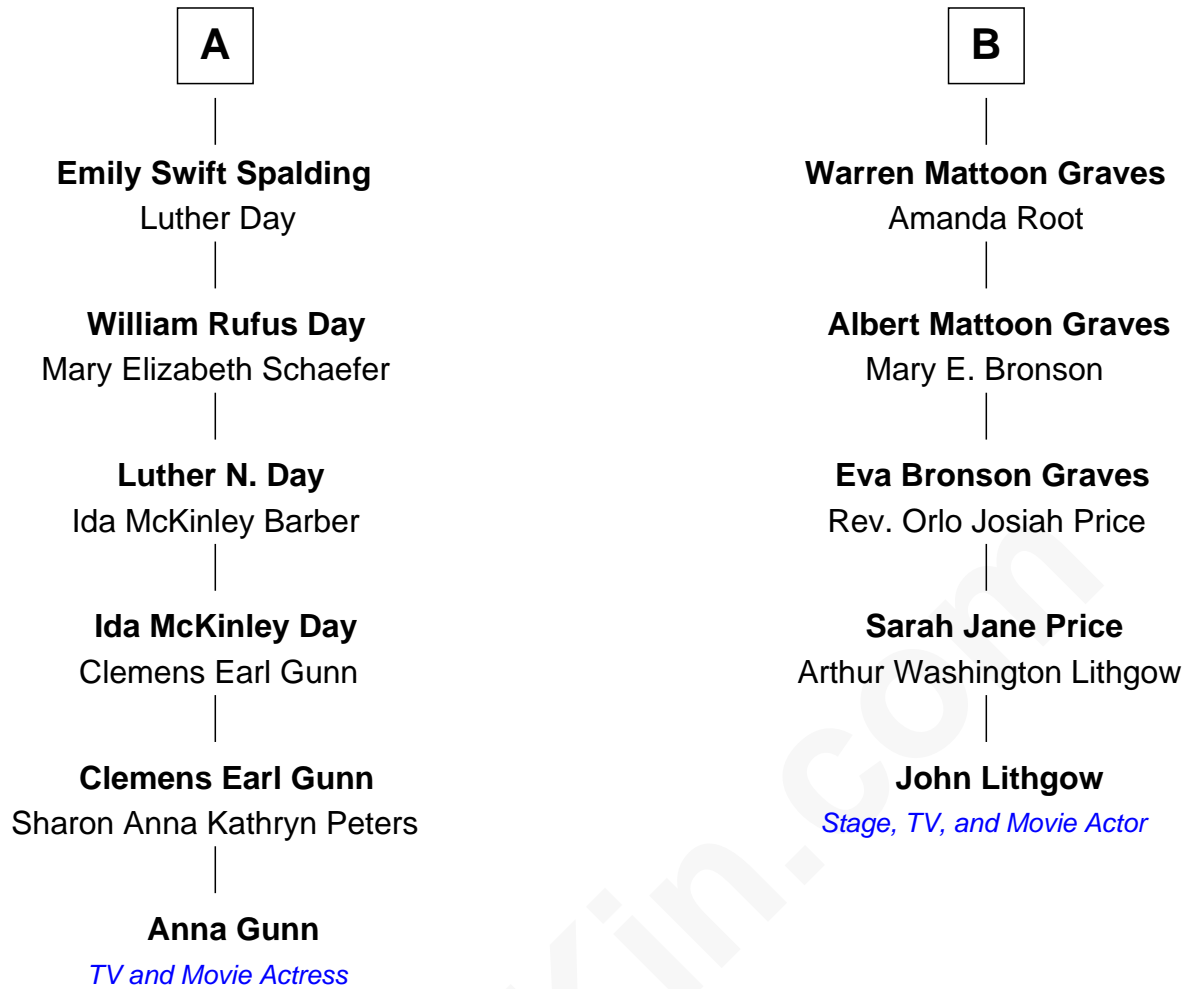 A
Emily Swift Spalding
Luther Day
William Rufus Day
Mary Elizabeth Schaefer
Luther N. Day
Ida McKinley Barber
Ida McKinley Day
Clemens Earl Gunn
Clemens Earl Gunn
Sharon Anna Kathryn Peters
Anna Gunn
TV and Movie Actress
B
Warren Mattoon Graves
Amanda Root
Albert Mattoon Graves
Mary E. Bronson
Eva Bronson Graves
Rev. Orlo Josiah Price
Sarah Jane Price
Arthur Washington Lithgow
John Lithgow
Stage, TV, and Movie Actor